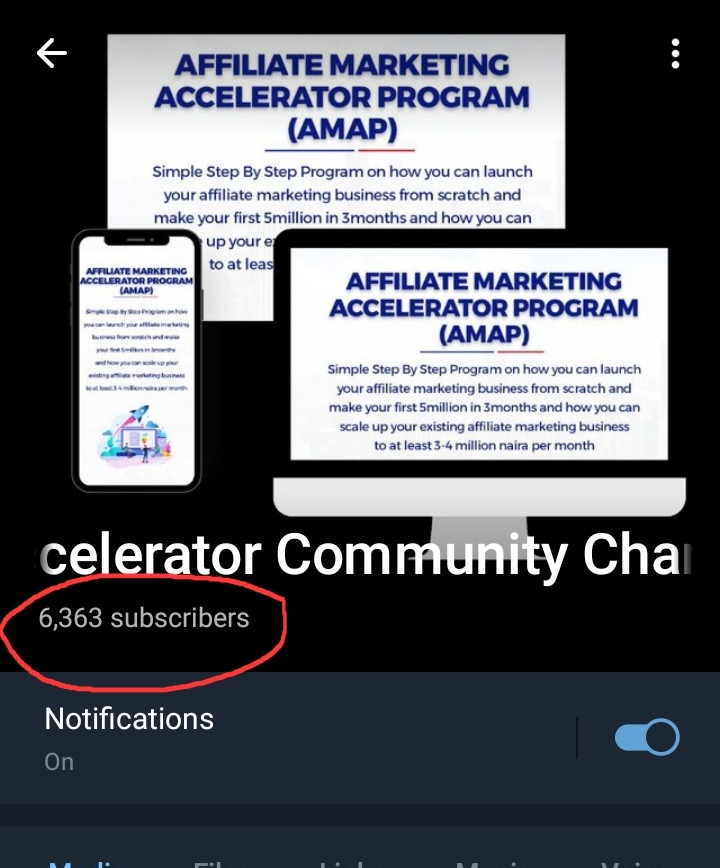 AFFILIATE MARKETING
ACCELERATOR PROGRAM
(AMAP)
Simple Step By Step Program on how you can launch
your affiliate marketing business from scratch and
make your first 5million in 3months and how you can
up your e
to at leas
AFFILIATE MARKETING
ACCELERATOR PROGRAM
(AMAP)
Simple Step By Step Program on how
you can launch your affiliate marketing
business from scratch and make
your first 5million in 3months
and how you can scale up your
existing affiliate marketing business
to at least 3-4 million naira per month
AFFILIATE MARKETING
ACCELERATOR PROGRAM
(AMAP)
Simple Step By Step Program on how you can launch
your affiliate marketing business from scratch and
make your first 5million in 3months and how you can
scale up your existing affiliate marketing business
to at least 3-4 million naira per month
celerator Community Cha
6,363 subscribers
Notifications
On